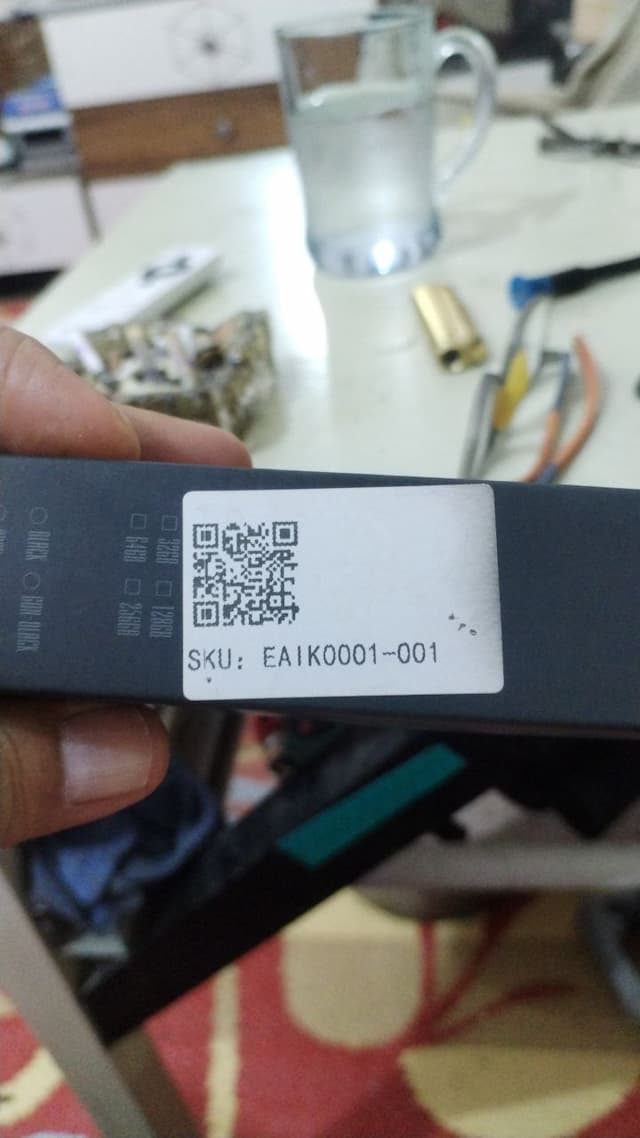 SKU: EAIK0001-001
BLACK
GUN BLACK
32GB
64GB
128GB
256GB